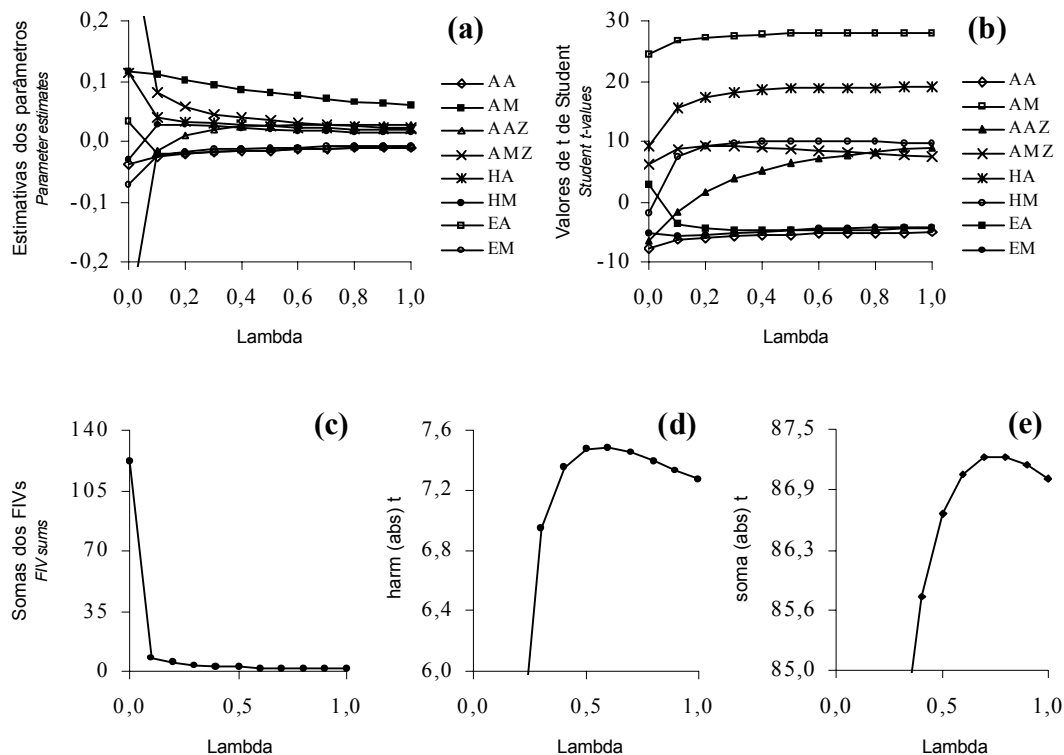 (a)
Estimativas dos parâmetros
Parameter estimates
0,2
0,1
0,0
-0,1
-0,2
0,0 0,2 0,4 0,6 0,8 1,0
Lambda
AA
AM
AAZ
AMZ
HA
HM
EA
EM
(b)
Valores de t de Student
Student t-values
30
20
10
0
-10
0,0 0,2 0,4 0,6 0,8 1,0
Lambda
AA
AM
AAZ
AMZ
HA
HM
EA
EM
(c)
Somas dos FIVs
FIV sums
140
105
70
35
0
0,0 0,5 1,0
Lambda
(d)
harm (abs) t
7,6
7,2
6,8
6,4
6,0
0,0 0,5 1,0
Lambda
(e)
soma (abs) t
87,5
86,9
86,3
85,6
85,0
0,0 0,5 1,0
Lambda